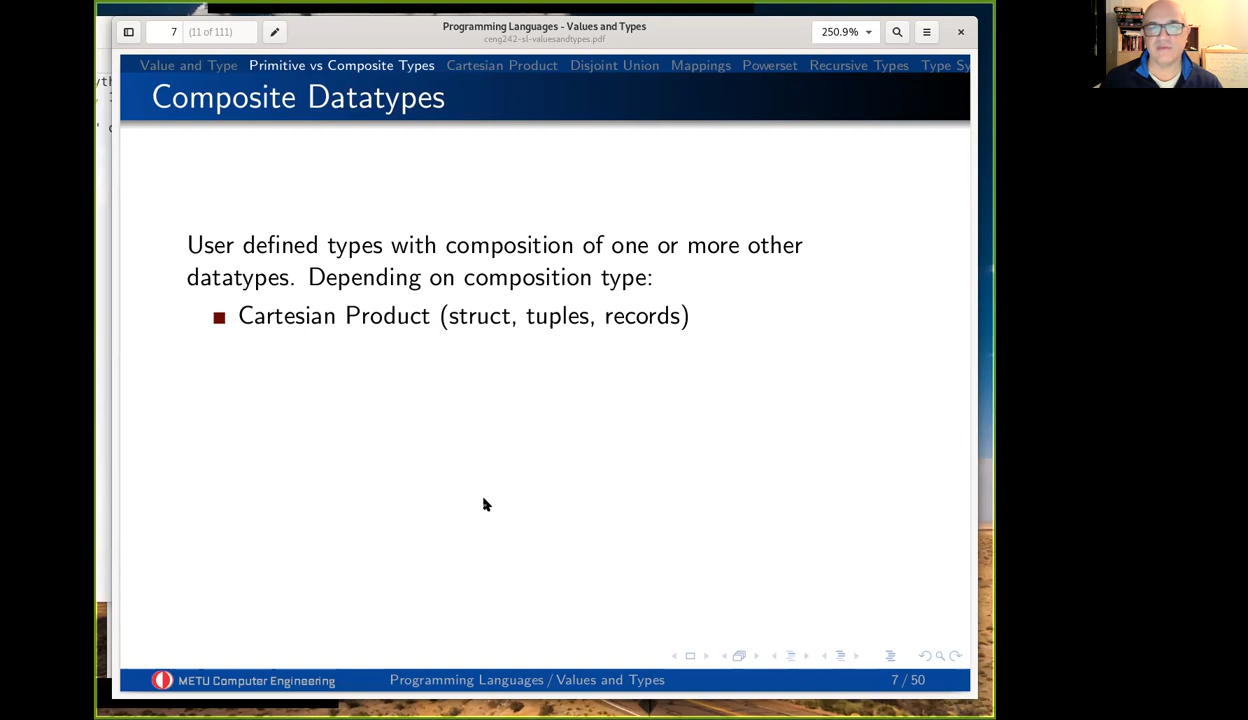 7
(11 of 111)
Programming Languages - Values and Types
ceng242-sl-valuesandtypes.pdf
250.9%
Value and Type Primitive vs Composite Types Cartesian Product Disjoint Union Mappings Powerset Recursive Types Type Sy
Composite Datatypes
User defined types with composition of one or more other
datatypes. Depending on composition type:
Cartesian Product (struct, tuples, records)
METU Computer Engineering
Programming Languages / Values and Types
7 / 50